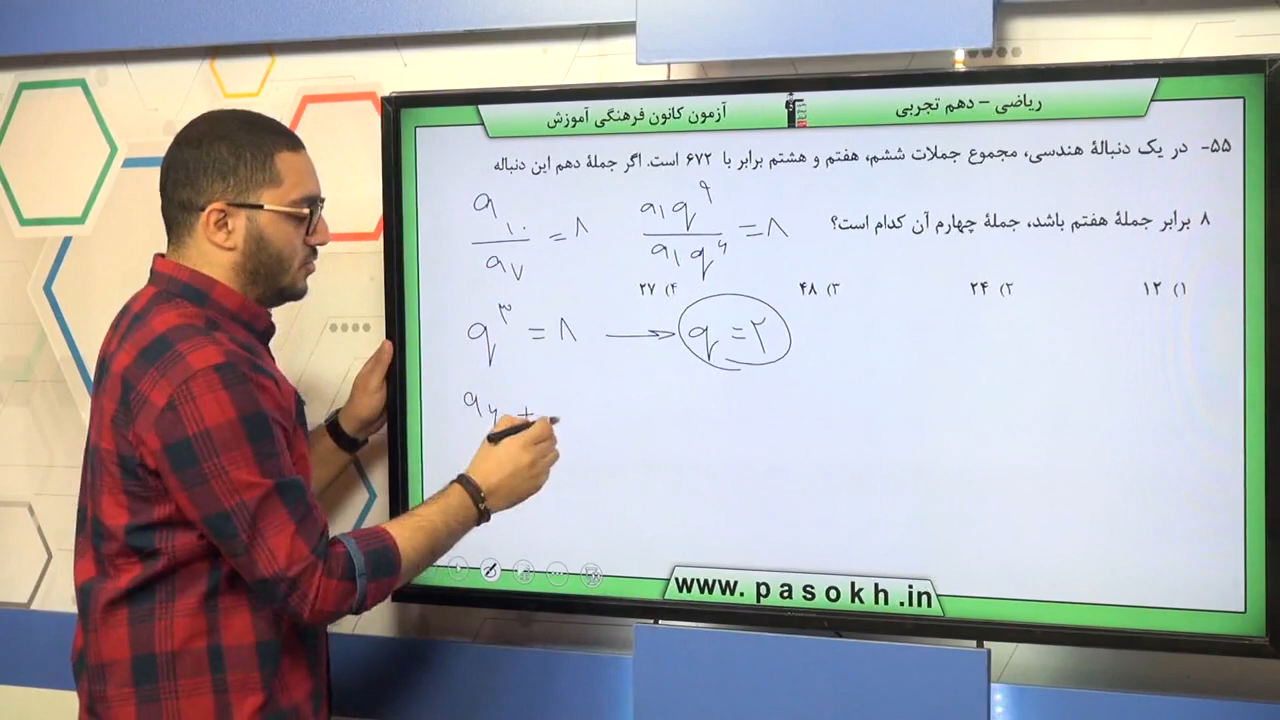 ریاضی – دهم تجربی
آزمون کانون فرهنگی آموزش
۵۵- در یک دنبالهٔ هندسی، مجموع جملات ششم، هفتم و هشتم برابر با ۶۷۲ است. اگر جملهٔ دهم این دنباله
۸ برابر جملهٔ هفتم باشد، جملهٔ چهارم آن کدام است؟
۱) ۱۲
۲) ۲۴
۳) ۴۸
۴) ۲۷
a۱۰ / a۷ = ۸
a۱q۹ / a۱q۶ = ۸
q۳ = ۸ → q = ۲
a۶ +
www.pasokh.in